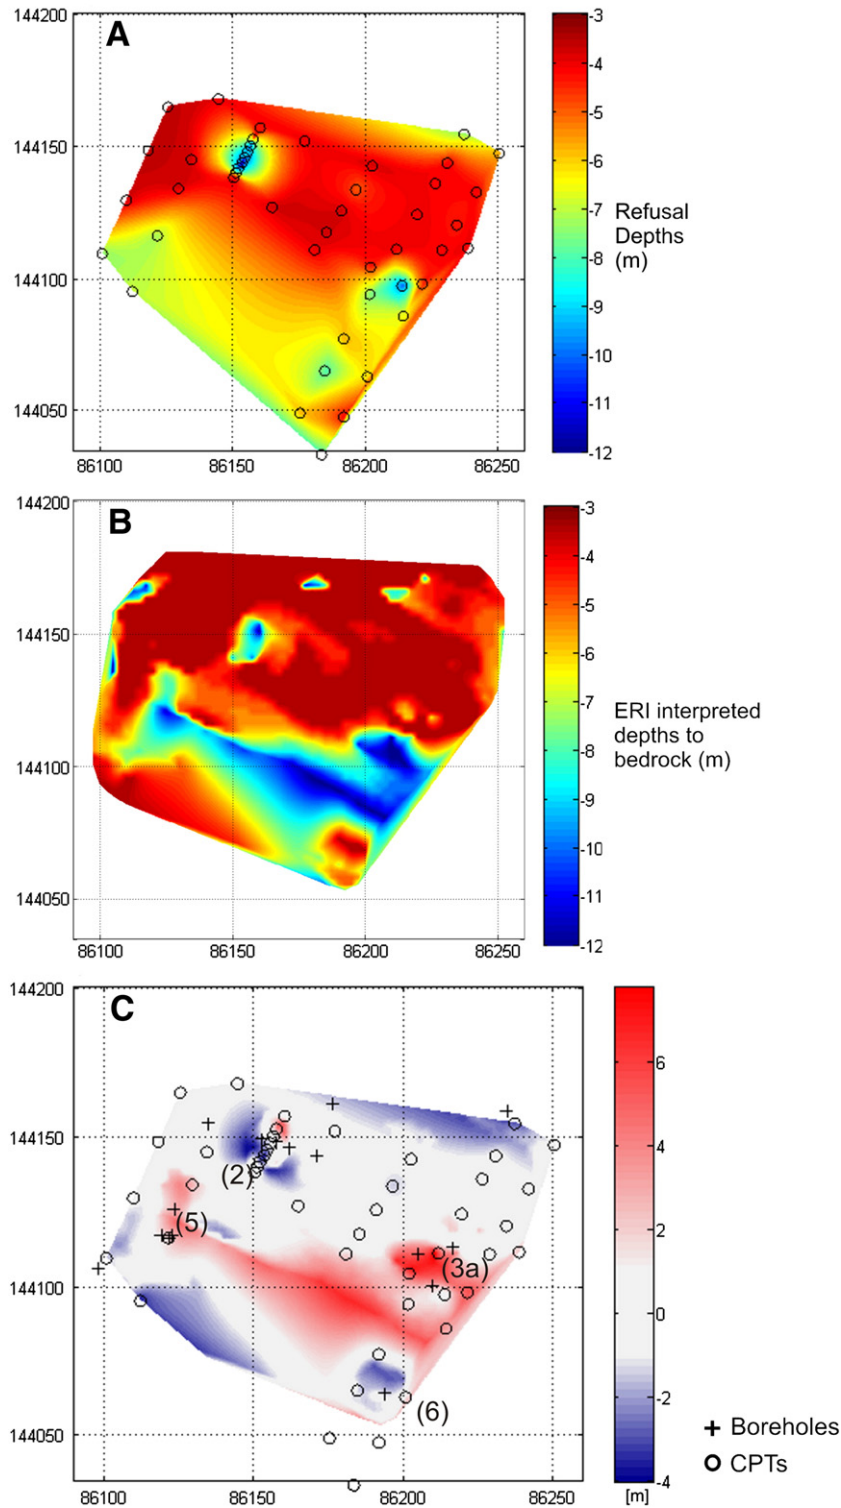 A
144200
144150
144100
144050
86100 86150 86200 86250
-3
-4
-5
-6
-7
-8
-9
-10
-11
-12
Refusal
Depths
(m)
B
144200
144150
144100
144050
86100 86150 86200 86250
-3
-4
-5
-6
-7
-8
-9
-10
-11
-12
ERI interpreted
depths to
bedrock (m)
C
144200
144150
144100
144050
86100 86150 86200 86250
(2)
(5)
(3a)
(6)
6
4
2
0
-2
-4
[m]
+ Boreholes
o CPTs